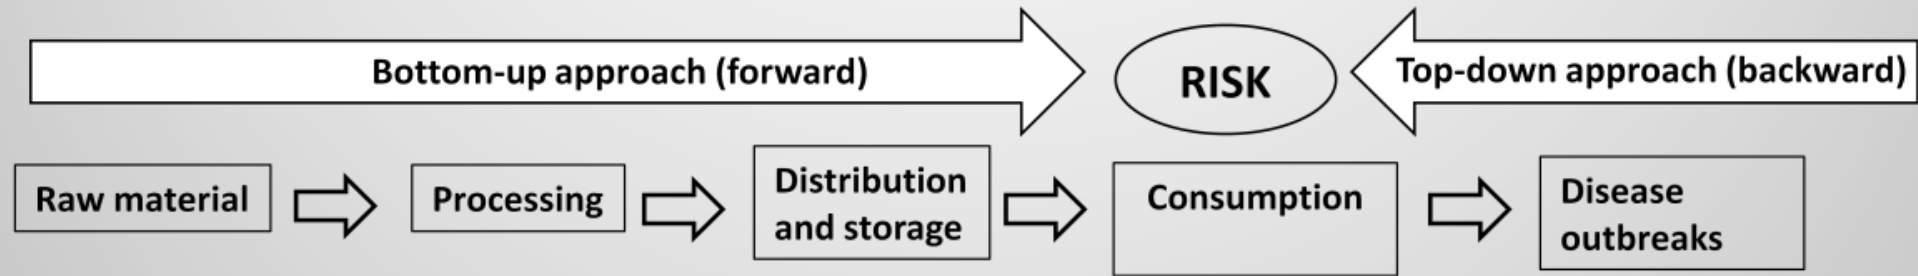 Bottom-up approach (forward)
RISK
Top-down approach (backward)
Raw material
Processing
Distribution
and storage
Consumption
Disease
outbreaks